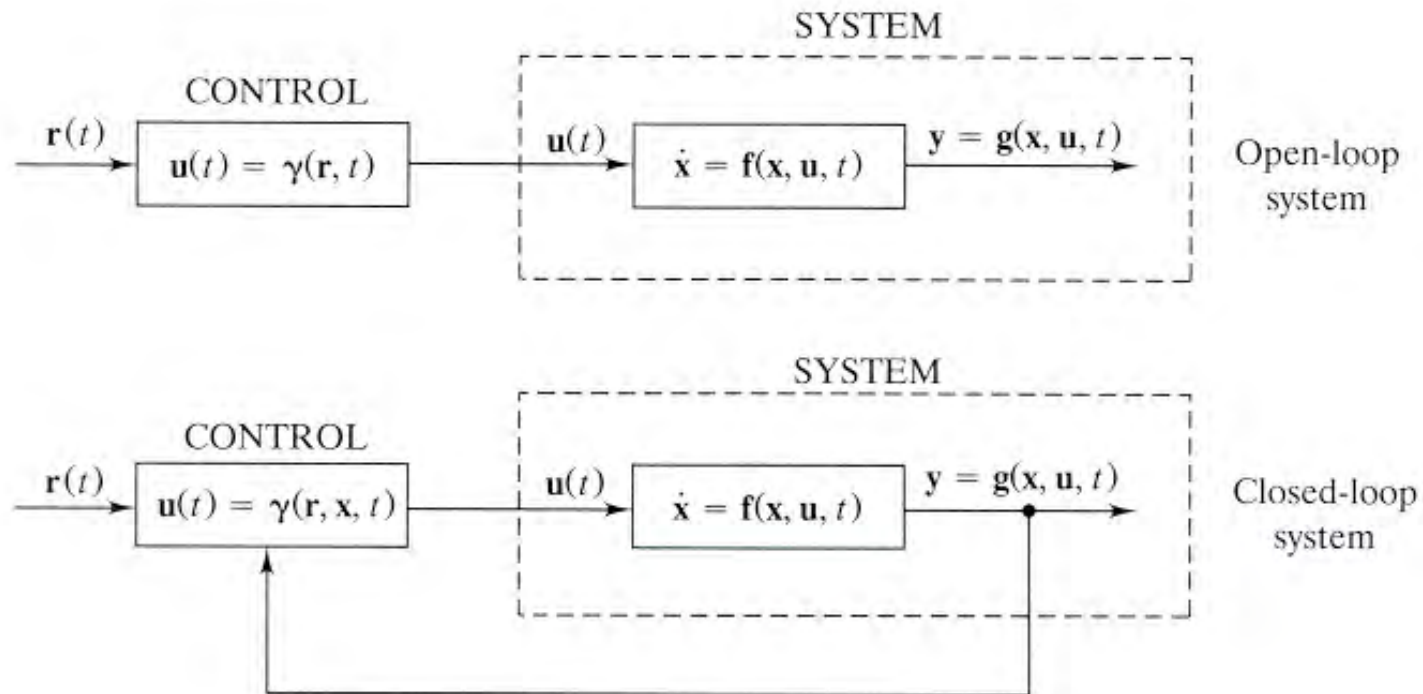 SYSTEM
CONTROL
r(t)
u(t) = γ(r, t)
u(t)
ẋ = f(x, u, t)
y = g(x, u, t)
Open-loop
system
SYSTEM
CONTROL
r(t)
u(t) = γ(r, x, t)
u(t)
ẋ = f(x, u, t)
y = g(x, u, t)
Closed-loop
system